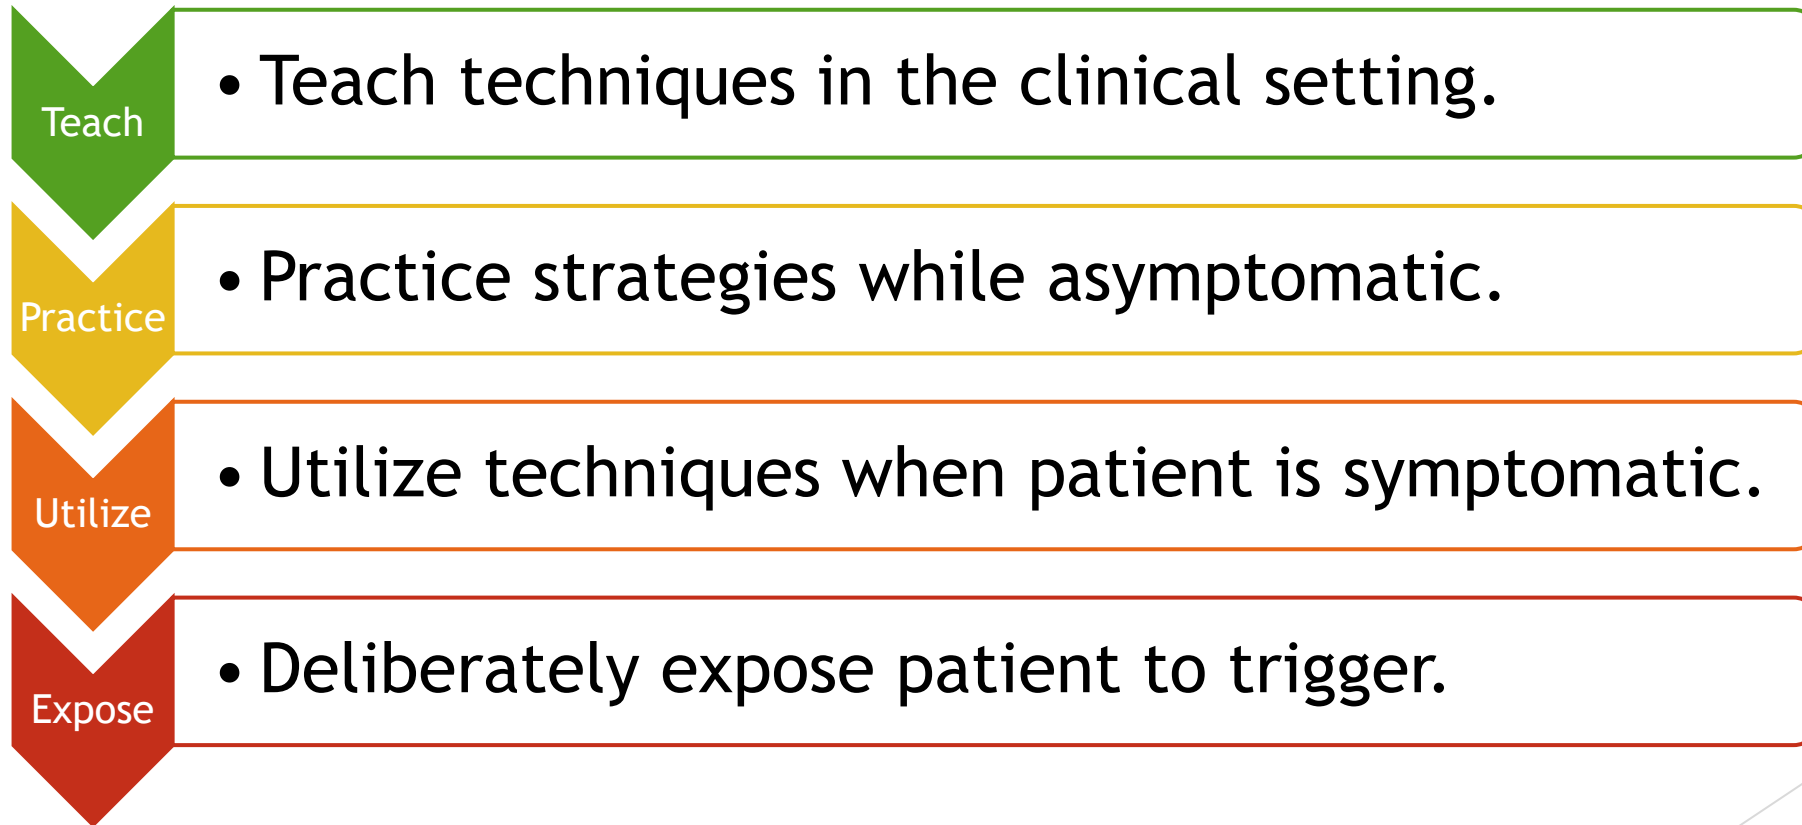 Teach
• Teach techniques in the clinical setting.
Practice
• Practice strategies while asymptomatic.
Utilize
• Utilize techniques when patient is symptomatic.
Expose
• Deliberately expose patient to trigger.